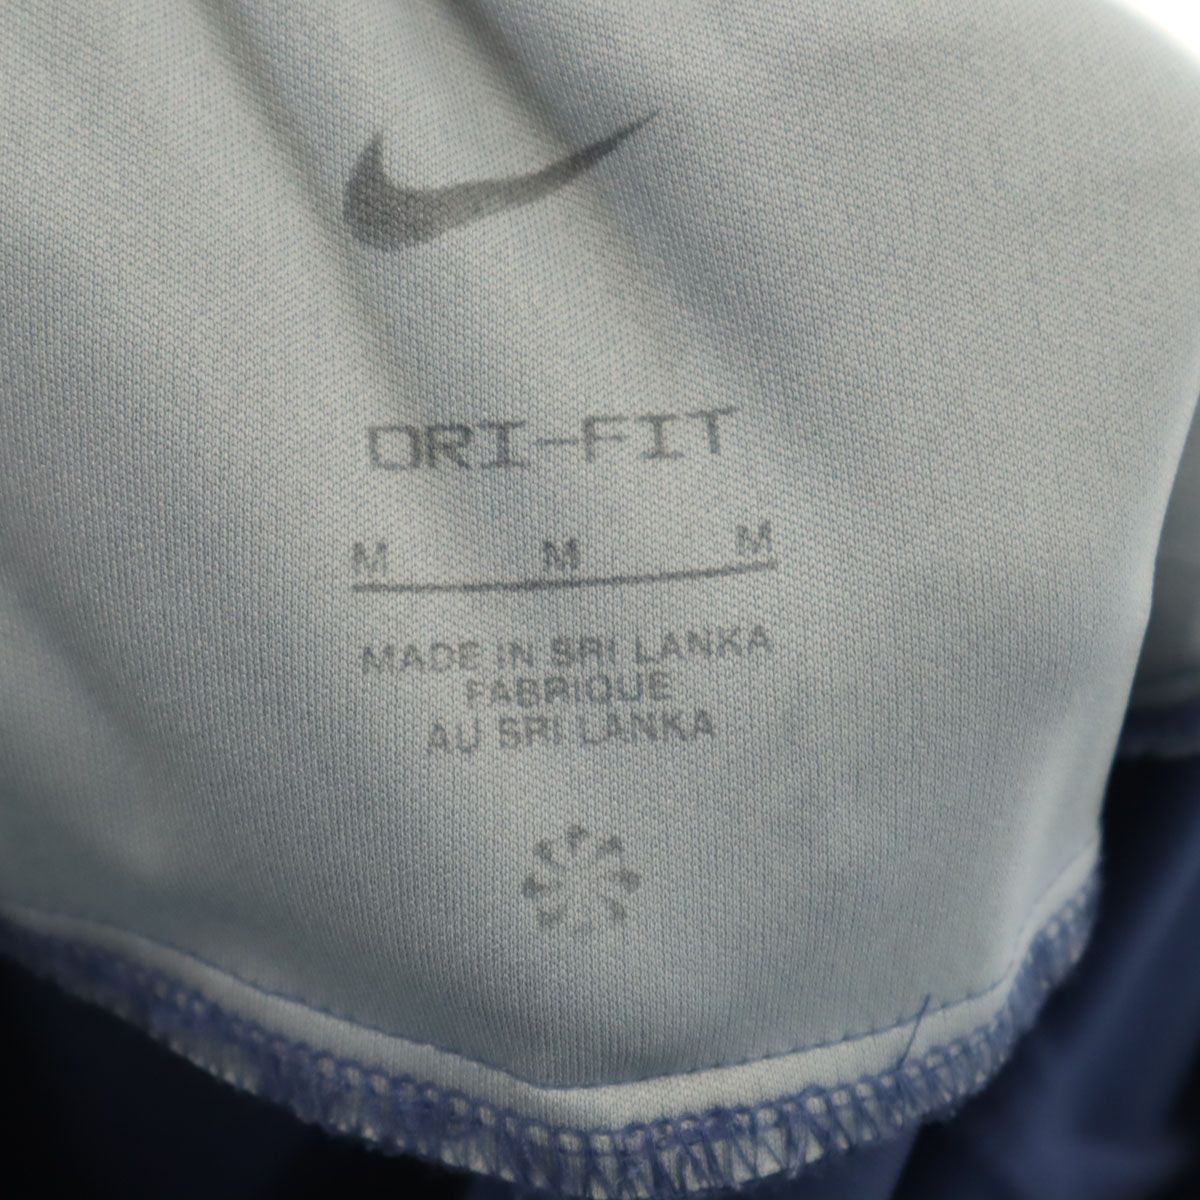 DRI-FIT
M M M
MADE IN SRI LANKA
FABRIQUE
AU SRI LANKA